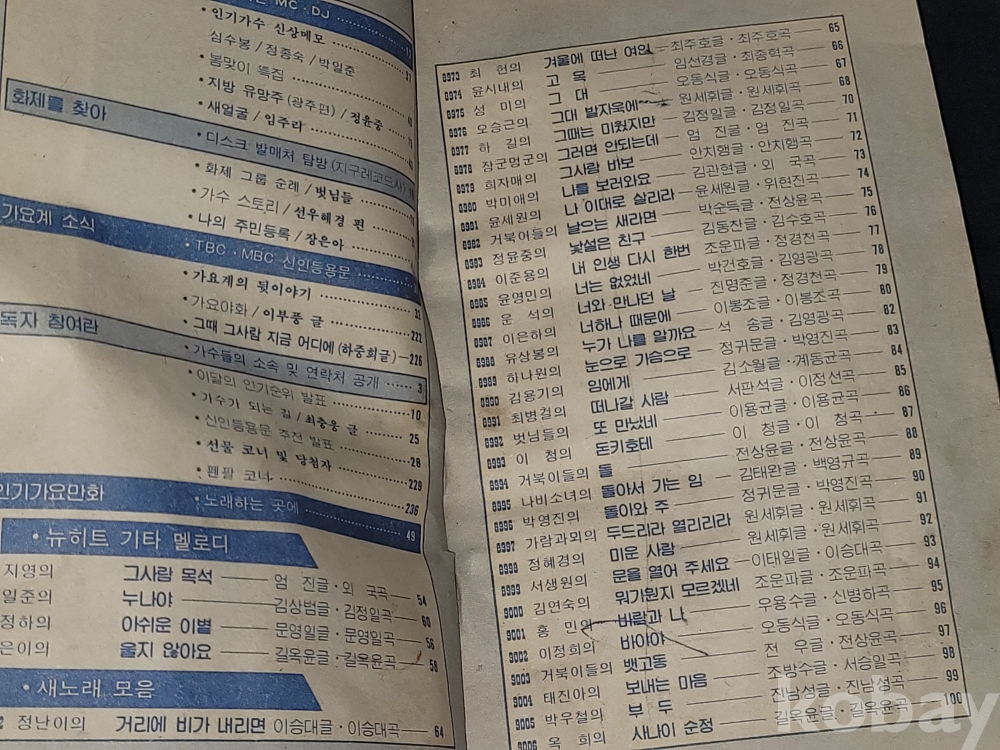 MC·DJ
•인기가수 신상메모
심수봉 / 정종숙 / 박일준
•봄맞이 특집
•지방 유망주(광주편) / 정윤중
•새얼굴 / 임주라
화제를 찾아
•디스크 발매처 탐방(지구레코드사)
•화제 그룹 순례 / 벗님들
•가수 스토리 / 선우혜경 편
•나의 주민등록 / 장은아
가요계 소식
•TBC·MBC 신인등용문
•가요계의 뒷이야기
•가요야화 / 이부풍 글 222
•그때 그사람 지금 어디에(하중희글) 226
독자 참여란
•가수들의 소속 및 연락처 공개 3
•이달의 인기순위 발표 10
•가수가 되는 길 / 최충웅 글 25
•신인등용문 추천 발표 28
•선물 코너 및 당첨자 229
•펜팔 코너 236
인기가요만화
•노래하는 곳에 49
•뉴히트 기타 멜로디
지영의 그사람 목석 엄 진글·외 국곡 54
일준의 누나야 김상범글·김정일곡 60
정하의 아쉬운 이별 문영일글·문영일곡 56
은이의 울지 않아요 길옥윤글·길옥윤곡 58
•새노래 모음
정난이의 거리에 비가 내리면 이승대글·이승대곡 64
8973 최 헌의 겨울에 떠난 여인 최주호글·최주호곡 65
8974 윤시내의 고 목 임선경글·최종혁곡 66
8975 성 미의 그 대 오동식글·오동식곡 67
8976 오승근의 그대 발자욱에 원세휘글·원세휘곡 68
8977 하 길의 그때는 미웠지만 김정일글·김정일곡 70
8978 장군멍군의 그러면 안되는데 엄 진글·엄 진곡 71
8979 희자매의 그사람 바보 안치행글·안치행곡 72
8980 박미애의 나를 보러와요 김관현글·외 국곡 73
8981 윤세원의 나 이대로 살리라 윤세원글·위현진곡 74
8982 거북이들의 날으는 새라면 박순득글·전상윤곡 75
8983 정윤중의 낯설은 친구 김동찬글·김수호곡 76
8984 이준용의 내 인생 다시 한번 조운파글·정경천곡 77
8985 윤영민의 너는 없었네 박건호글·김영광곡 78
8986 운 석의 너와 만나던 날 진명준글·정경천곡 79
8987 이은하의 너하나 때문에 이봉조글·이봉조곡 80
8988 유상봉의 누가 나를 알까요 석 송글·김영광곡 82
8989 하나원의 눈으로 가슴으로 정귀문글·박영진곡 83
8990 김용기의 임에게 김소월글·계동균곡 84
8991 최병걸의 떠나갈 사람 서판석글·이정선곡 85
8992 벗님들의 또 만났네 이용균글·이용균곡 86
8993 이 청의 돈키호테 이 청글·이 청곡 87
8994 거북이들의 돌 전상윤글·전상윤곡 88
8995 나비소녀의 돌아서 가는 임 김태완글·백영규곡 89
8996 박영진의 돌아와 주 정귀문글·박영진곡 90
8997 가람과뫼의 두드리라 열리리라 원세휘글·원세휘곡 91
8998 정혜경의 미운 사랑 원세휘글·원세휘곡 92
8999 서생원의 문을 열어 주세요 이태일글·이승대곡 93
9000 김연숙의 뭐가뭔지 모르겠네 조운파글·조운파곡 94
9001 홍 민의 바람과 나 우용수글·신병하곡 95
9002 이정희의 바야야 오동식글·오동식곡 96
9003 거북이들의 뱃고동 전 우글·전상윤곡 97
9004 태진아의 보내는 마음 조방수글·서승일곡 98
9005 박우철의 부 두 진남성글·진남성곡 99
9006 옥 희의 사나이 순정 길옥윤글·길옥윤곡 100
kobay